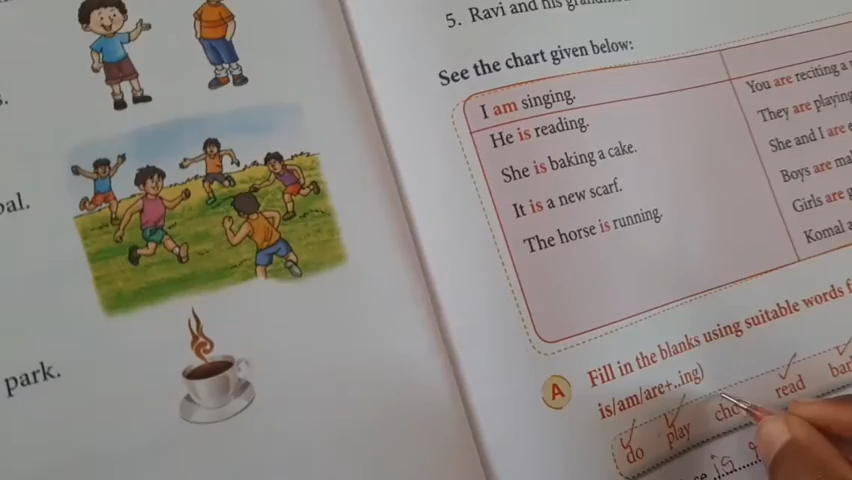 s.
bal.
park.
5. Ravi and his
See the chart given below:
I am singing.
He is reading.
She is baking a cake.
It is a new scarf.
The horse is running.
You are reciting a
They are playing
She and I are
Boys are
Girls are
Komal
A Fill in the blanks using suitable words
is/am/are+..ing)
do play read
is